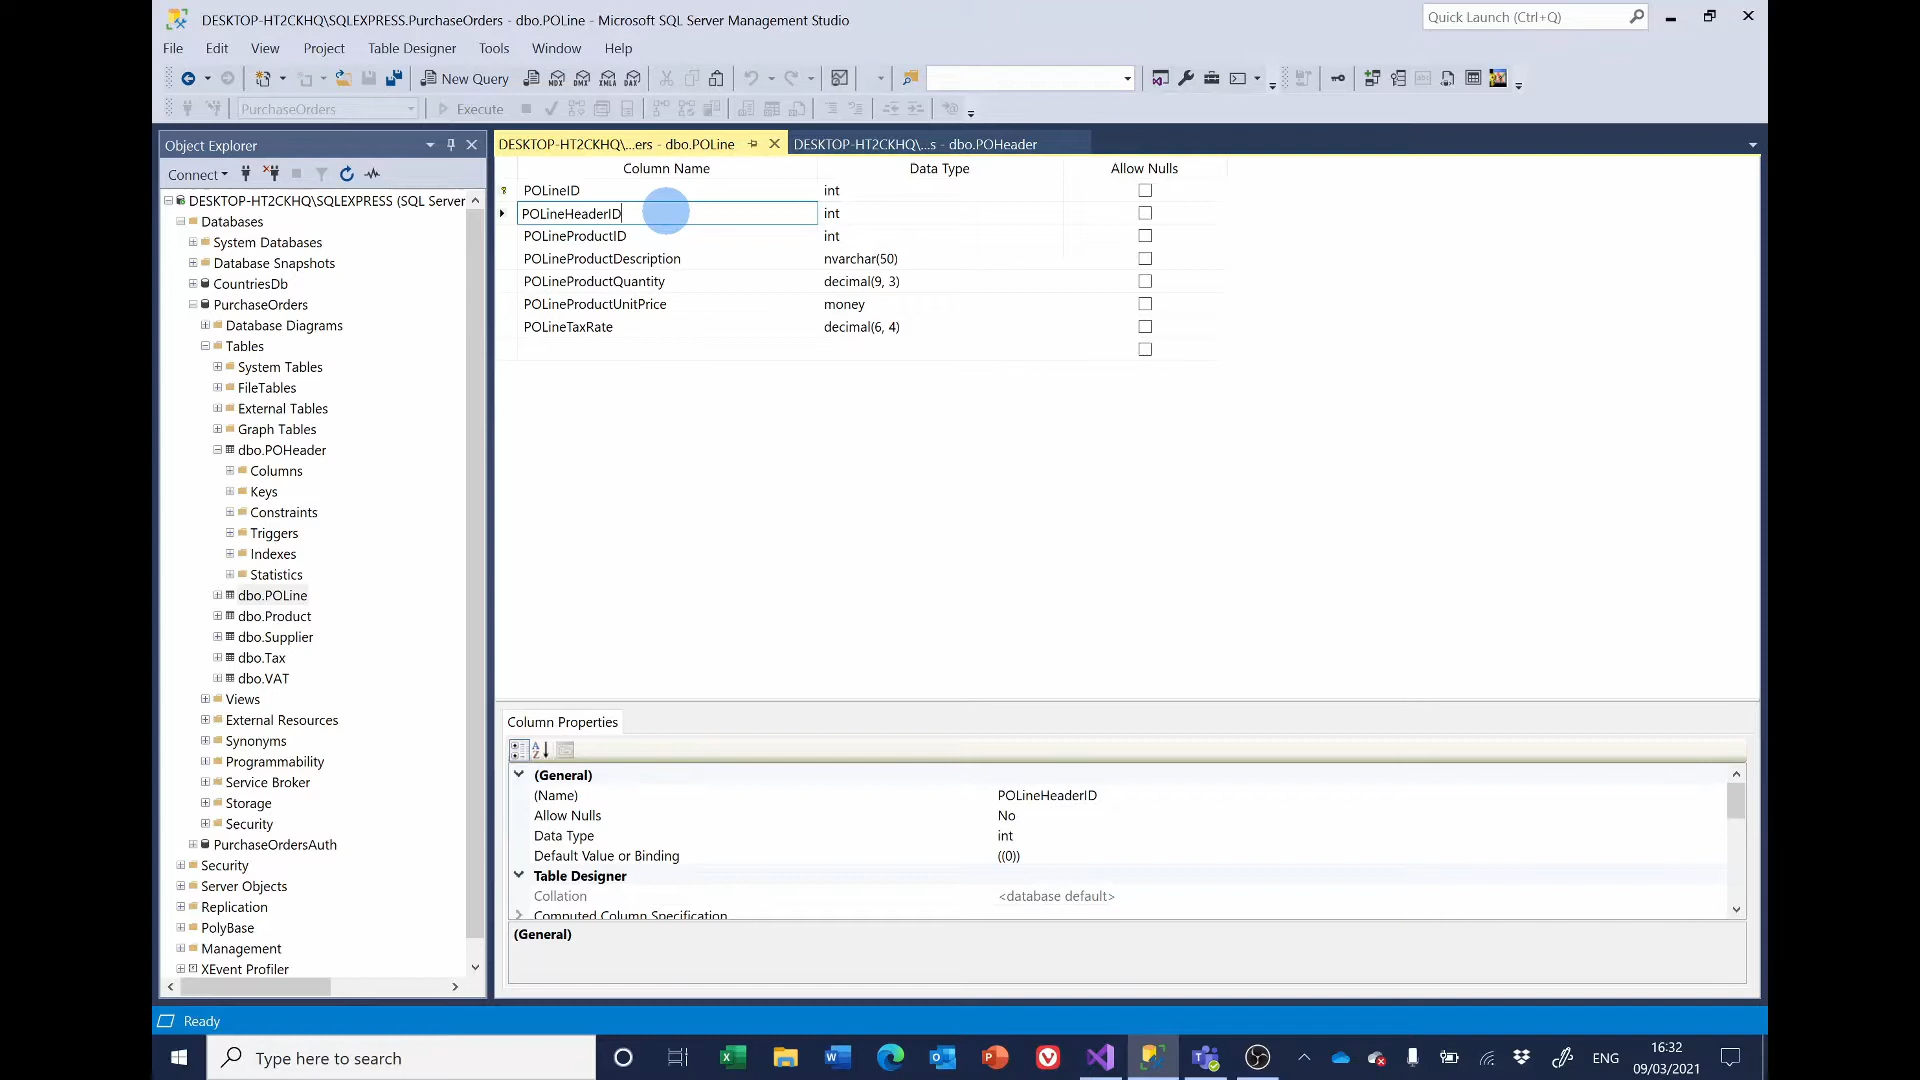 DESKTOP-HT2CKHQ\SQLEXPRESS.PurchaseOrders - dbo.POLine - Microsoft SQL Server Management Studio
Quick Launch (Ctrl+Q)
File Edit View Project Table Designer Tools Window Help
New Query
MDX DMX XMLA DAX
PurchaseOrders
Execute
Object Explorer
Connect
DESKTOP-HT2CKHQ\SQLEXPRESS (SQL Server
Databases
System Databases
Database Snapshots
CountriesDb
PurchaseOrders
Database Diagrams
Tables
System Tables
FileTables
External Tables
Graph Tables
dbo.POHeader
Columns
Keys
Constraints
Triggers
Indexes
Statistics
dbo.POLine
dbo.Product
dbo.Supplier
dbo.Tax
dbo.VAT
Views
External Resources
Synonyms
Programmability
Service Broker
Storage
Security
PurchaseOrdersAuth
Security
Server Objects
Replication
PolyBase
Management
XEvent Profiler
DESKTOP-HT2CKHQ\...ers - dbo.POLine
DESKTOP-HT2CKHQ\...s - dbo.POHeader
Column Name Data Type Allow Nulls
POLineID int
POLineHeaderID int
POLineProductID int
POLineProductDescription nvarchar(50)
POLineProductQuantity decimal(9, 3)
POLineProductUnitPrice money
POLineTaxRate decimal(6, 4)
Column Properties
(General)
(Name) POLineHeaderID
Allow Nulls No
Data Type int
Default Value or Binding ((0))
Table Designer
Collation <database default>
Computed Column Specification
(General)
Ready
Type here to search
ENG
16:32
09/03/2021